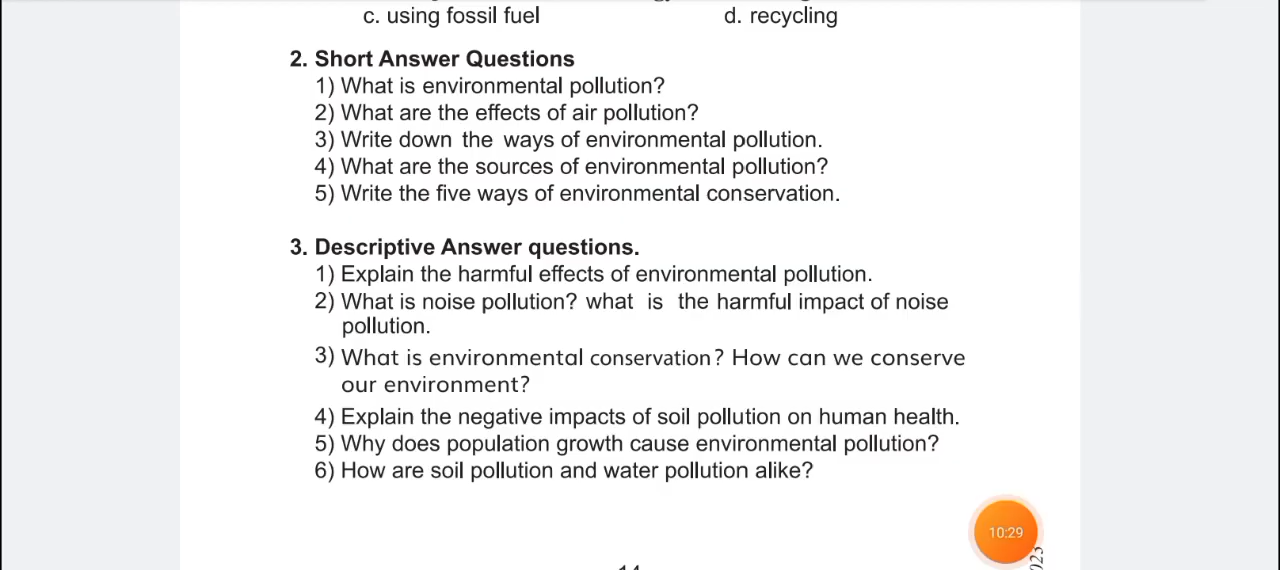 c. using fossil fuel d. recycling
2. Short Answer Questions
1) What is environmental pollution?
2) What are the effects of air pollution?
3) Write down the ways of environmental pollution.
4) What are the sources of environmental pollution?
5) Write the five ways of environmental conservation.
3. Descriptive Answer questions.
1) Explain the harmful effects of environmental pollution.
2) What is noise pollution? what is the harmful impact of noise
pollution.
3) What is environmental conservation? How can we conserve
our environment?
4) Explain the negative impacts of soil pollution on human health.
5) Why does population growth cause environmental pollution?
6) How are soil pollution and water pollution alike?
10:29